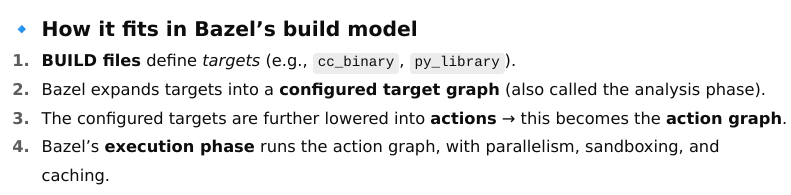 🔹 How it fits in Bazel’s build model
1. BUILD files define targets (e.g., cc_binary, py_library).
2. Bazel expands targets into a configured target graph (also called the analysis phase).
3. The configured targets are further lowered into actions → this becomes the action graph.
4. Bazel’s execution phase runs the action graph, with parallelism, sandboxing, and
caching.